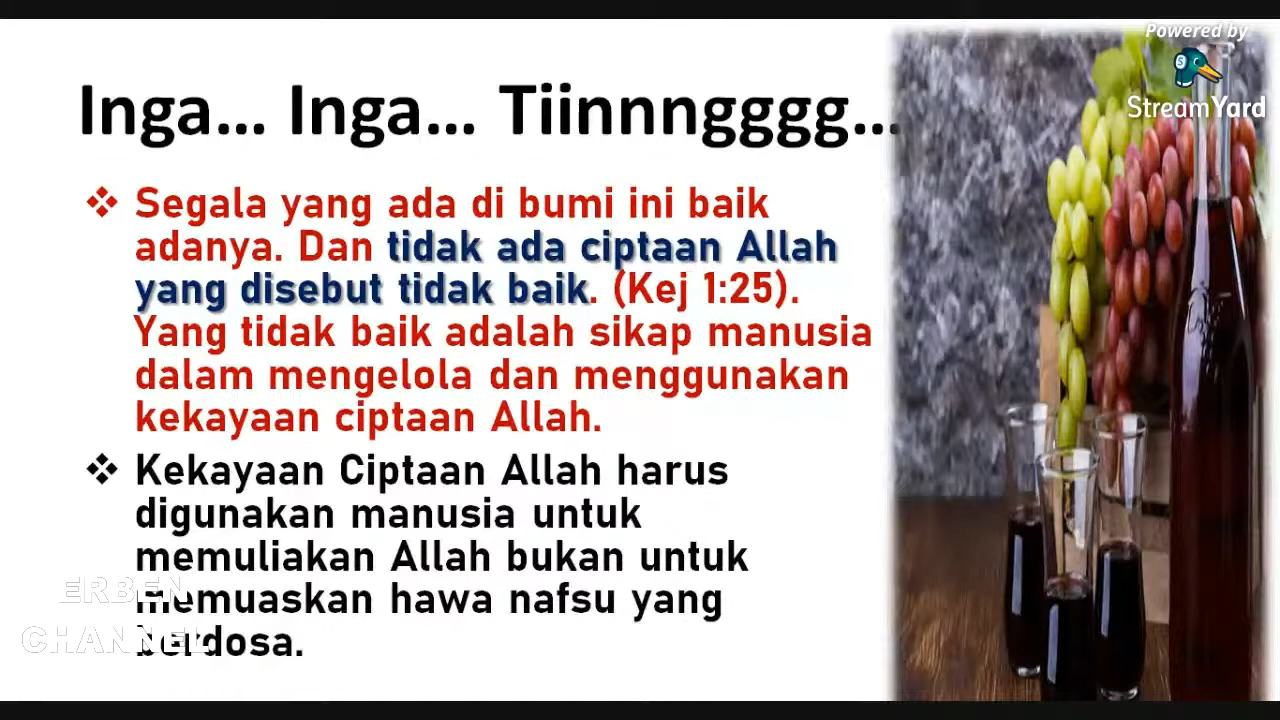 Powered by
StreamYard
Inga... Inga... Tiinnngggg...
❖ Segala yang ada di bumi ini baik
adanya. Dan tidak ada ciptaan Allah
yang disebut tidak baik. (Kej 1:25).
Yang tidak baik adalah sikap manusia
dalam mengelola dan menggunakan
kekayaan ciptaan Allah.
❖ Kekayaan Ciptaan Allah harus
digunakan manusia untuk
memuliakan Allah bukan untuk
memuaskan hawa nafsu yang
berdosa.
ERBEN
CHANNEL